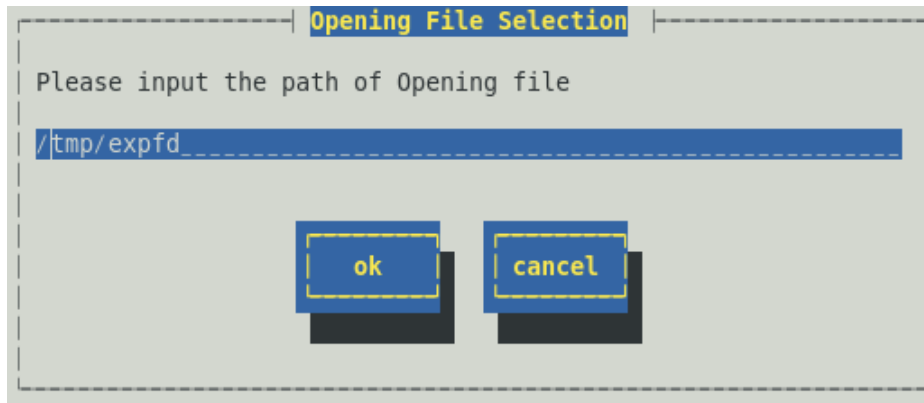 Opening File Selection
Please input the path of Opening file
/tmp/expfd
ok
cancel